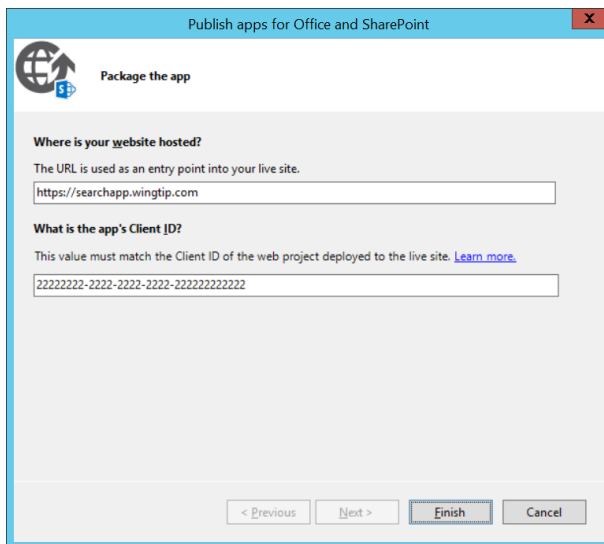 Publish apps for Office and SharePoint
X
S
Package the app
Where is your website hosted?
The URL is used as an entry point into your live site.
https://searchapp.wingtip.com
What is the app's Client ID?
This value must match the Client ID of the web project deployed to the live site. Learn more.
22222222-2222-2222-2222-222222222222
< Previous Next > Finish Cancel